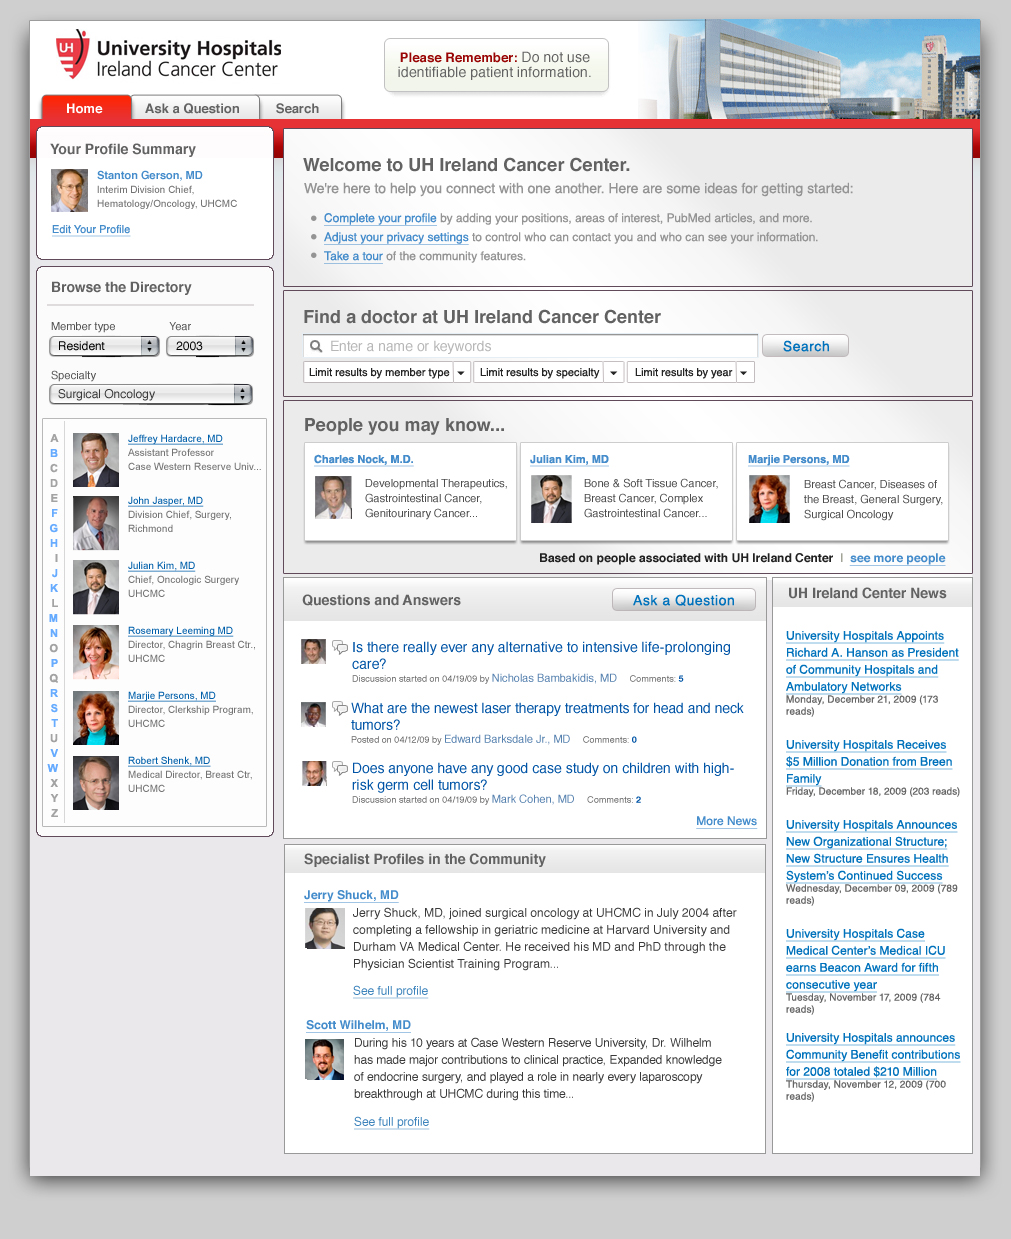 UH
University Hospitals
Ireland Cancer Center
Please Remember: Do not use
identifiable patient information.
Home
Ask a Question
Search
Your Profile Summary
Stanton Gerson, MD
Interim Division Chief,
Hematology/Oncology, UHCMC
Edit Your Profile
Browse the Directory
Member type
Year
Resident
2003
Specialty
Surgical Oncology
A
B
C
D
E
F
G
H
I
J
K
L
M
N
O
P
Q
R
S
T
U
V
W
X
Y
Z
Jeffrey Hardacre, MD
Assistant Professor
Case Western Reserve Univ...
John Jasper, MD
Division Chief, Surgery,
Richmond
Julian Kim, MD
Chief, Oncologic Surgery
UHCMC
Rosemary Leeming MD
Director, Chagrin Breast Ctr.,
UHCMC
Marjie Persons, MD
Director, Clerkship Program,
UHCMC
Robert Shenk, MD
Medical Director, Breast Ctr,
UHCMC
Welcome to UH Ireland Cancer Center.
We're here to help you connect with one another. Here are some ideas for getting started:
• Complete your profile by adding your positions, areas of interest, PubMed articles, and more.
• Adjust your privacy settings to control who can contact you and who can see your information.
• Take a tour of the community features.
Find a doctor at UH Ireland Cancer Center
Enter a name or keywords
Search
Limit results by member type
Limit results by specialty
Limit results by year
People you may know...
Charles Nock, M.D.
Developmental Therapeutics,
Gastrointestinal Cancer,
Genitourinary Cancer...
Julian Kim, MD
Bone & Soft Tissue Cancer,
Breast Cancer, Complex
Gastrointestinal Cancer...
Marjie Persons, MD
Breast Cancer, Diseases of
the Breast, General Surgery,
Surgical Oncology
Based on people associated with UH Ireland Center | see more people
Questions and Answers
Ask a Question
Is there really ever any alternative to intensive life-prolonging
care?
Discussion started on 04/19/09 by Nicholas Bambakidis, MD Comments: 5
What are the newest laser therapy treatments for head and neck
tumors?
Posted on 04/12/09 by Edward Barksdale Jr., MD Comments: 0
Does anyone have any good case study on children with high-
risk germ cell tumors?
Discussion started on 04/19/09 by Mark Cohen, MD Comments: 2
More News
Specialist Profiles in the Community
Jerry Shuck, MD
Jerry Shuck, MD, joined surgical oncology at UHCMC in July 2004 after
completing a fellowship in geriatric medicine at Harvard University and
Durham VA Medical Center. He received his MD and PhD through the
Physician Scientist Training Program...
See full profile
Scott Wilhelm, MD
During his 10 years at Case Western Reserve University, Dr. Wilhelm
has made major contributions to clinical practice, Expanded knowledge
of endocrine surgery, and played a role in nearly every laparoscopy
breakthrough at UHCMC during this time...
See full profile
UH Ireland Center News
University Hospitals Appoints
Richard A. Hanson as President
of Community Hospitals and
Ambulatory Networks
Monday, December 21, 2009 (173
reads)
University Hospitals Receives
$5 Million Donation from Breen
Family
Friday, December 18, 2009 (203 reads)
University Hospitals Announces
New Organizational Structure;
New Structure Ensures Health
System's Continued Success
Wednesday, December 09, 2009 (789
reads)
University Hospitals Case
Medical Center's Medical ICU
earns Beacon Award for fifth
consecutive year
Tuesday, November 17, 2009 (784
reads)
University Hospitals announces
Community Benefit contributions
for 2008 totaled $210 Million
Thursday, November 12, 2009 (700
reads)